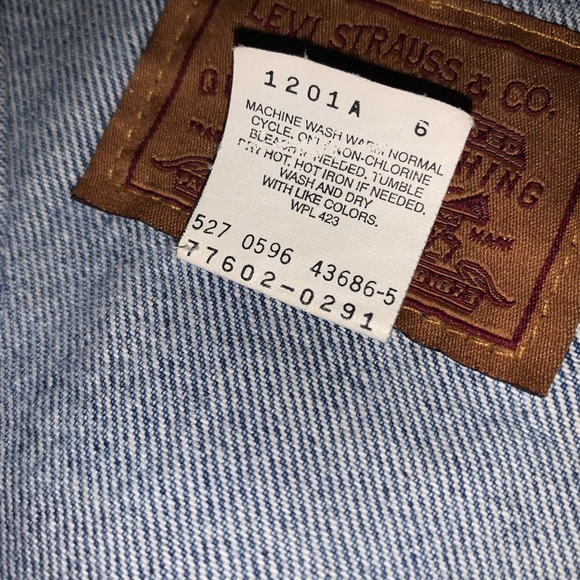 LEVI STRAUSS & CO.
1201A 6
MACHINE WASH WARM NORMAL
CYCLE. ONLY NON-CHLORINE
BLEACH IF NEEDED. TUMBLE
DRY HOT. HOT IRON IF NEEDED.
WASH AND DRY
WITH LIKE COLORS.
WPL 423
527 0596 43686-5
77602-0291
MARK